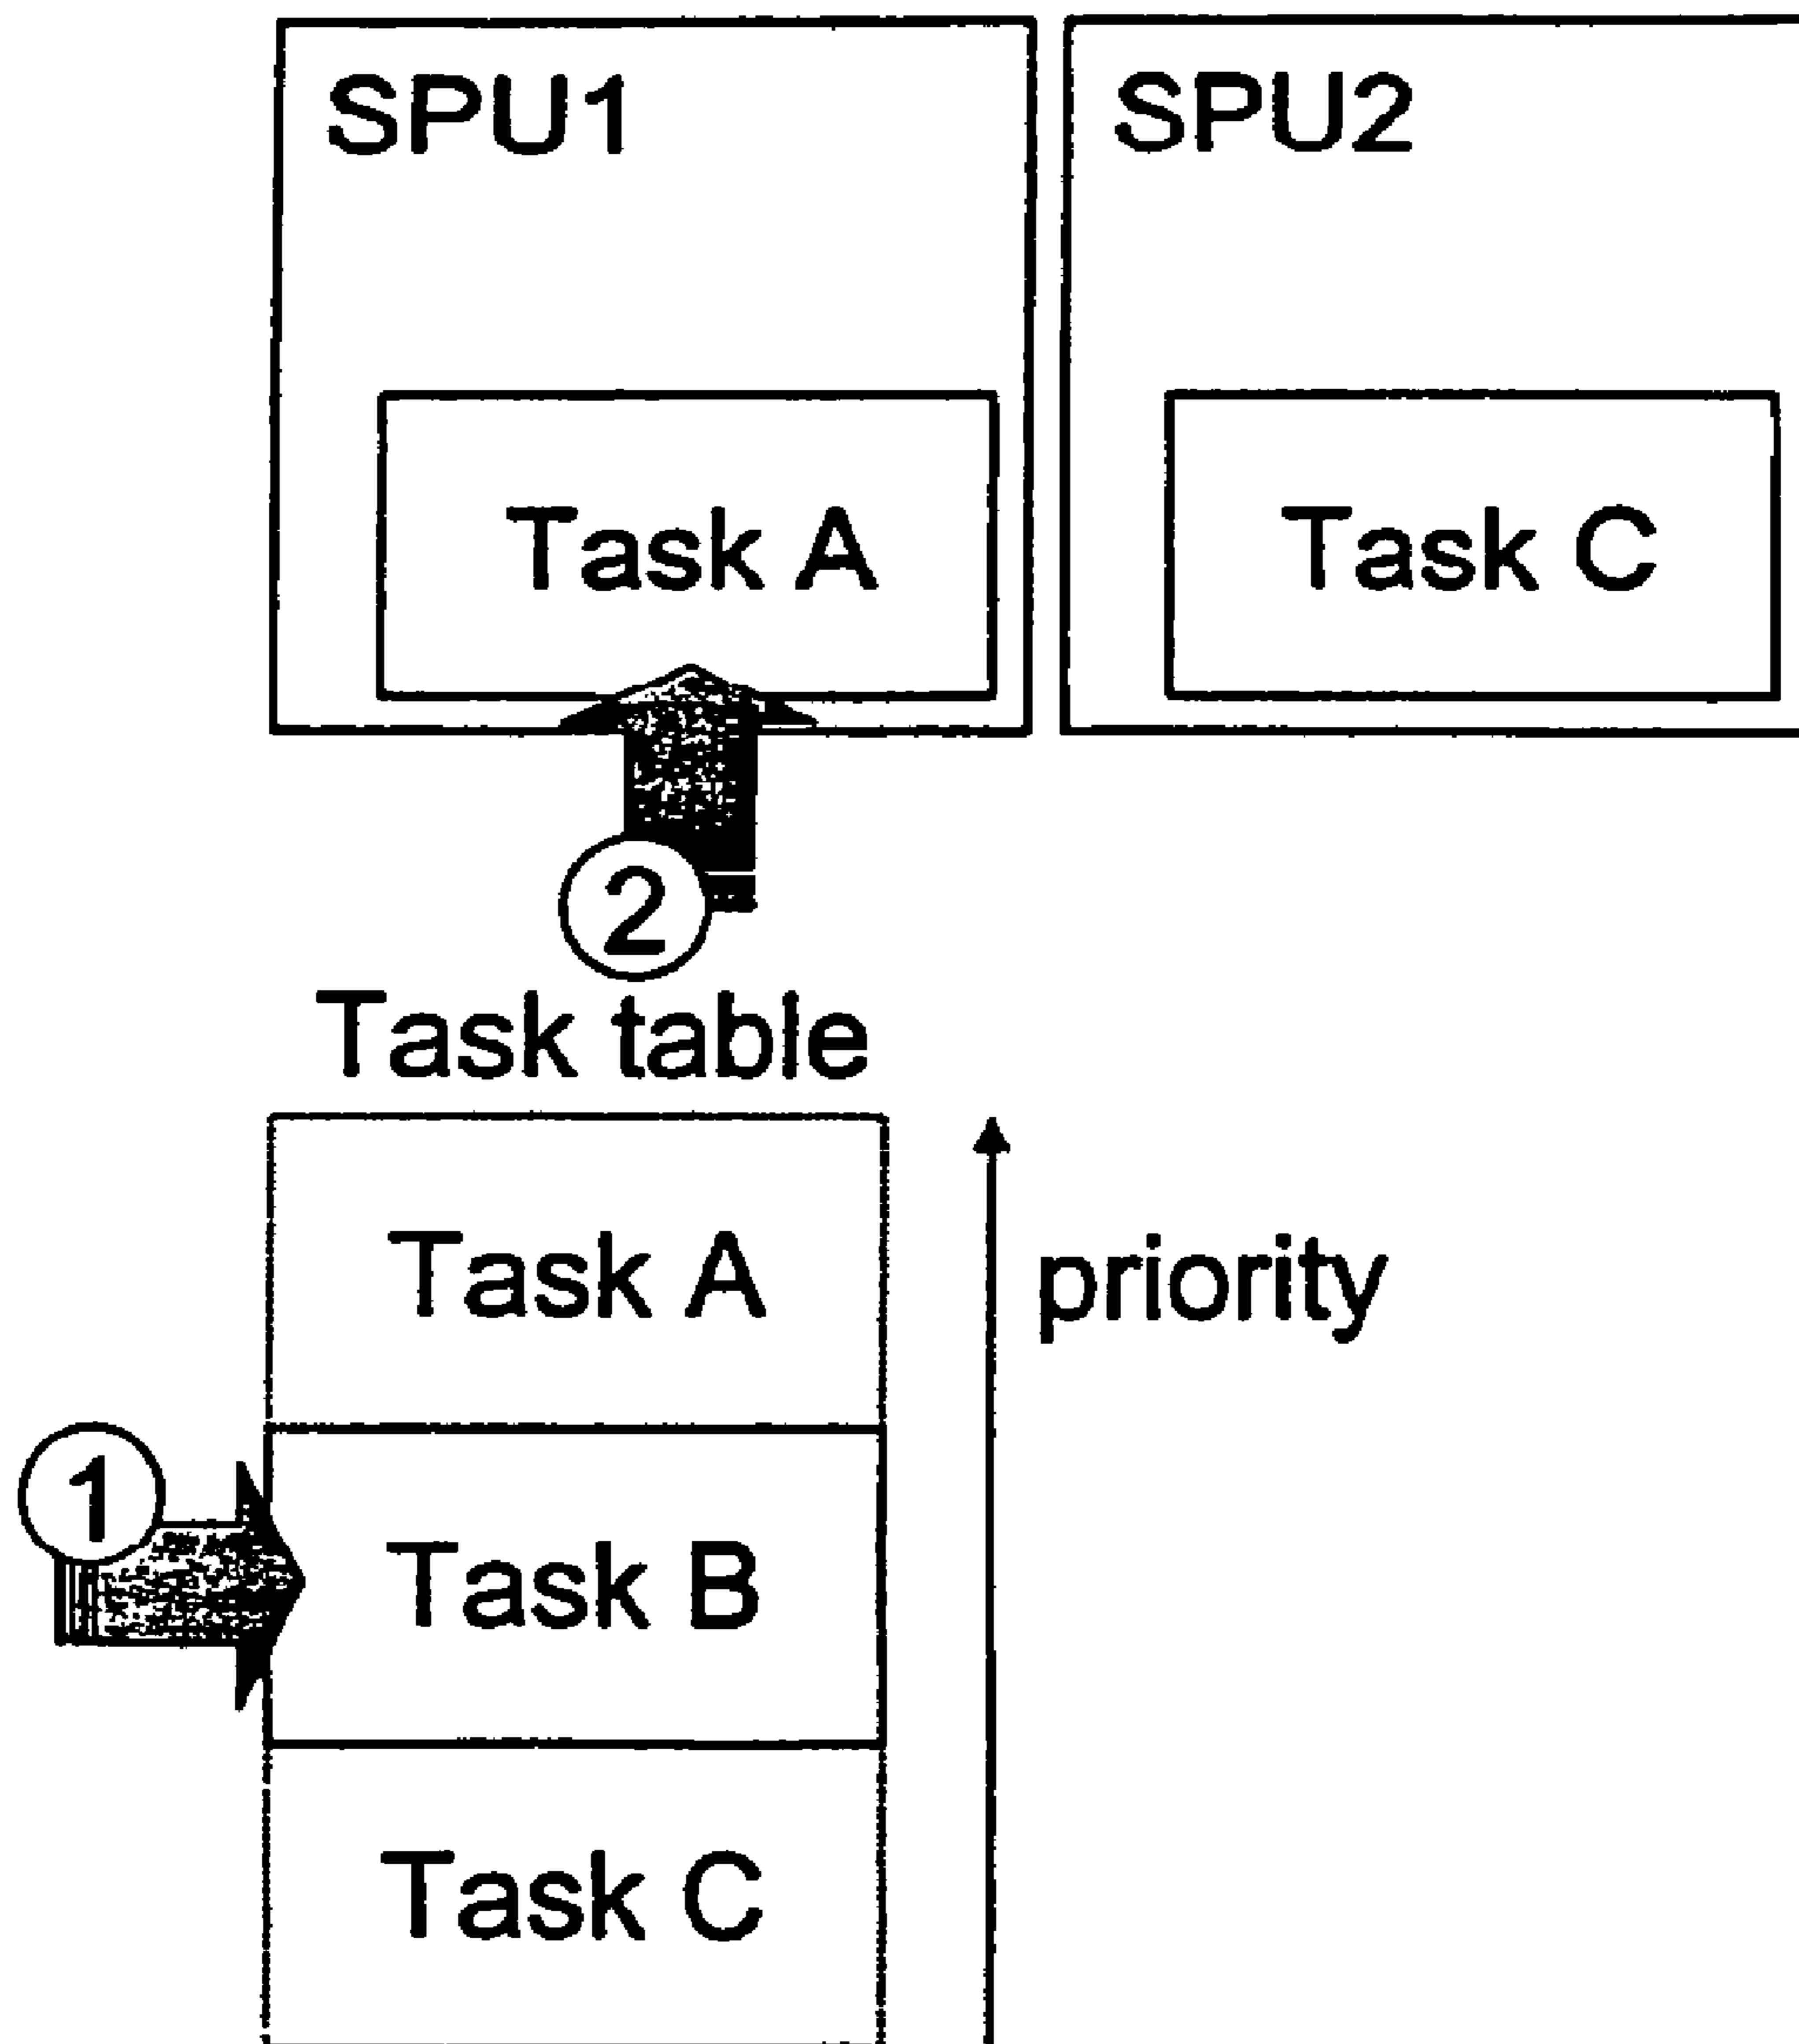 SPU1
SPU2
Task A
Task C
2
Task table
Task A
priority
1
Task B
Task C